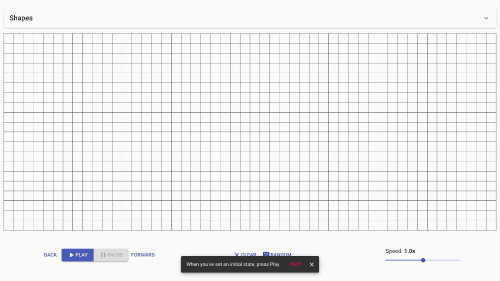 Shapes
BACK PLAY PAUSE FORWARD CLEAR RANDOM
Speed: 1.0x
When you've set an initial state, press Play